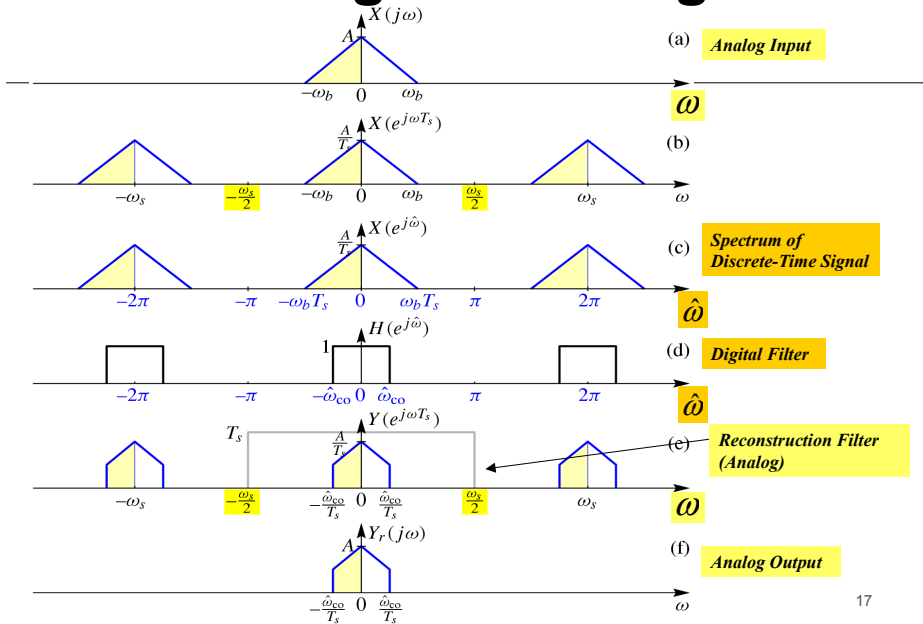 X(jω)
A
(a)
Analog Input
−ω_b 0 ω_b
ω
X(e^{jωT_s})
A/T_s
(b)
−ω_s −ω_s/2 −ω_b 0 ω_b ω_s/2 ω_s ω
X(e^{jω̂})
A/T_s
(c)
Spectrum of
Discrete-Time Signal
−2π −π −ω_bT_s 0 ω_bT_s π 2π
ω̂
H(e^{jω̂})
1
(d)
Digital Filter
−2π −π −ω̂_co 0 ω̂_co π 2π
ω̂
Y(e^{jωT_s})
T_s
A/T_s
(e)
Reconstruction Filter
(Analog)
−ω_s −ω_s/2 −ω̂_co/T_s 0 ω̂_co/T_s ω_s/2 ω_s
ω
Y_r(jω)
A
(f)
Analog Output
−ω̂_co/T_s 0 ω̂_co/T_s ω
17